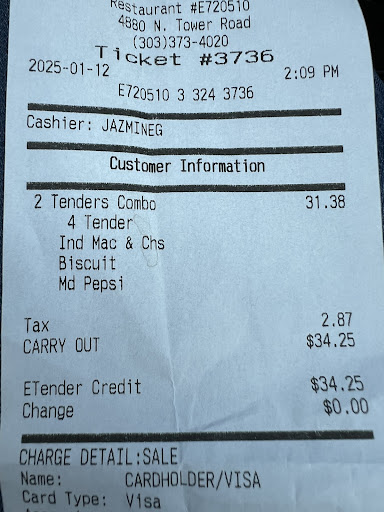 Restaurant #E720510
4880 N. Tower Road
(303)373-4020
Ticket #3736
2025-01-12 2:09 PM
E720510 3 324 3736
Cashier: JAZMINEG
Customer Information
2 Tenders Combo 31.38
4 Tender
Ind Mac & Chs
Biscuit
Md Pepsi
Tax 2.87
CARRY OUT $34.25
ETender Credit $34.25
Change $0.00
CHARGE DETAIL:SALE
Name: CARDHOLDER/VISA
Card Type: Visa